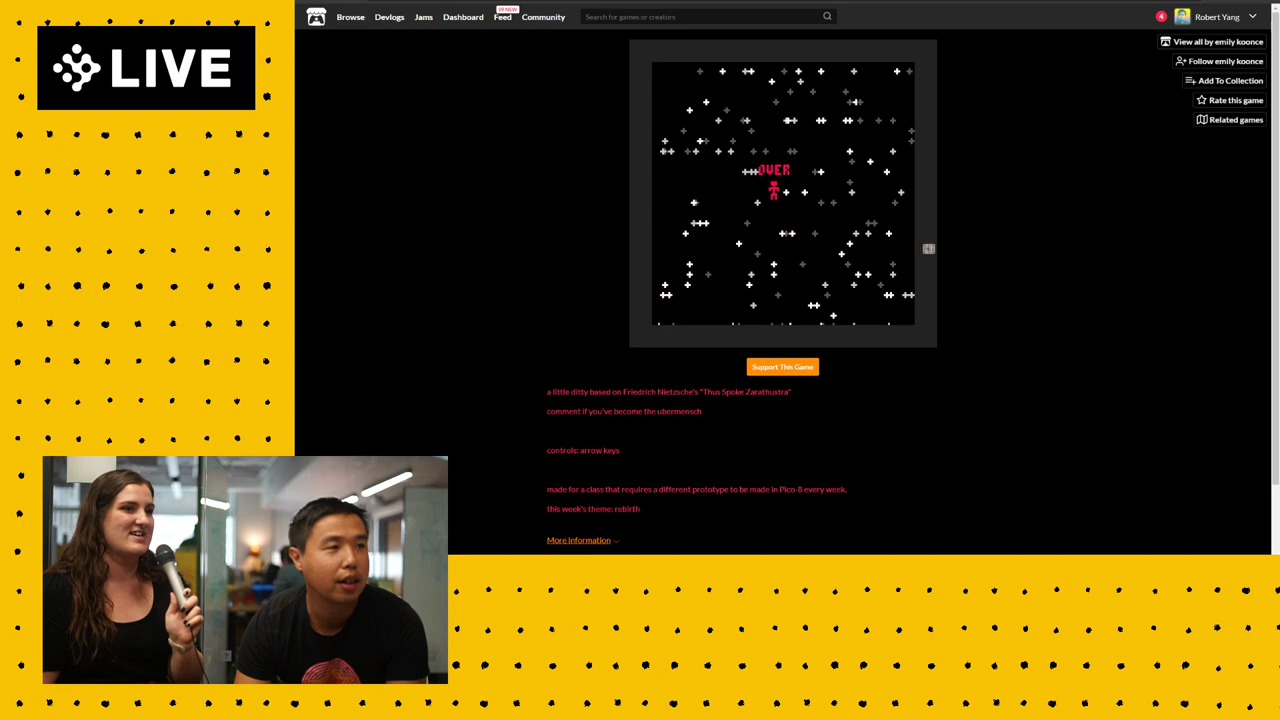 LIVE
Browse Devlogs Jams Dashboard Feed Community
99 NEW
Search for games or creators
4 Robert Yang
View all by emily koonce
Follow emily koonce
Add To Collection
Rate this game
Related games
OVER
Support This Game
a little ditty based on Friedrich Nietzsche's "Thus Spoke Zarathustra"
comment if you've become the ubermensch
controls: arrow keys
made for a class that requires a different prototype to be made in Pico-8 every week.
this week's theme: rebirth
More information